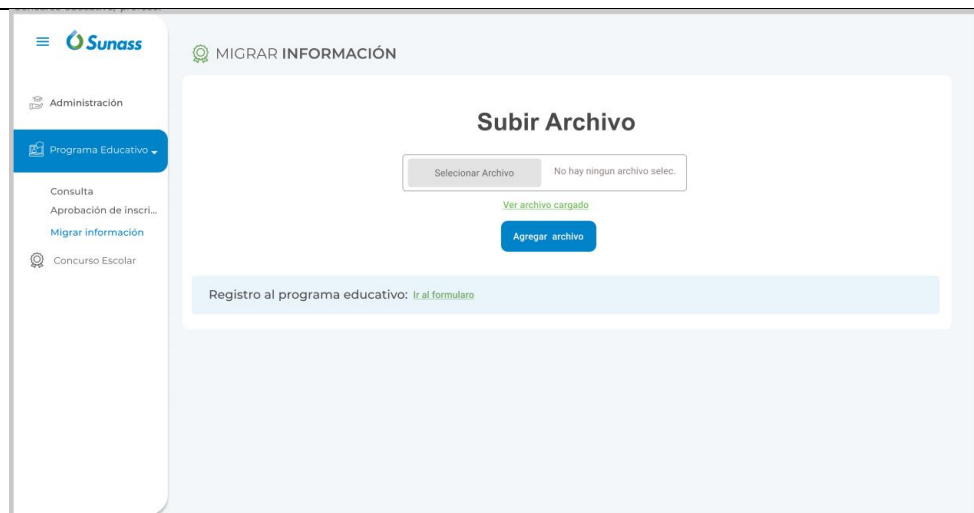 Sunass
MIGRAR INFORMACIÓN
Administración
Programa Educativo
Consulta
Aprobación de inscri...
Migrar información
Concurso Escolar
Subir Archivo
Selecionar Archivo
No hay ningun archivo selec.
Ver archivo cargado
Agregar archivo
Registro al programa educativo: Ir al formularo